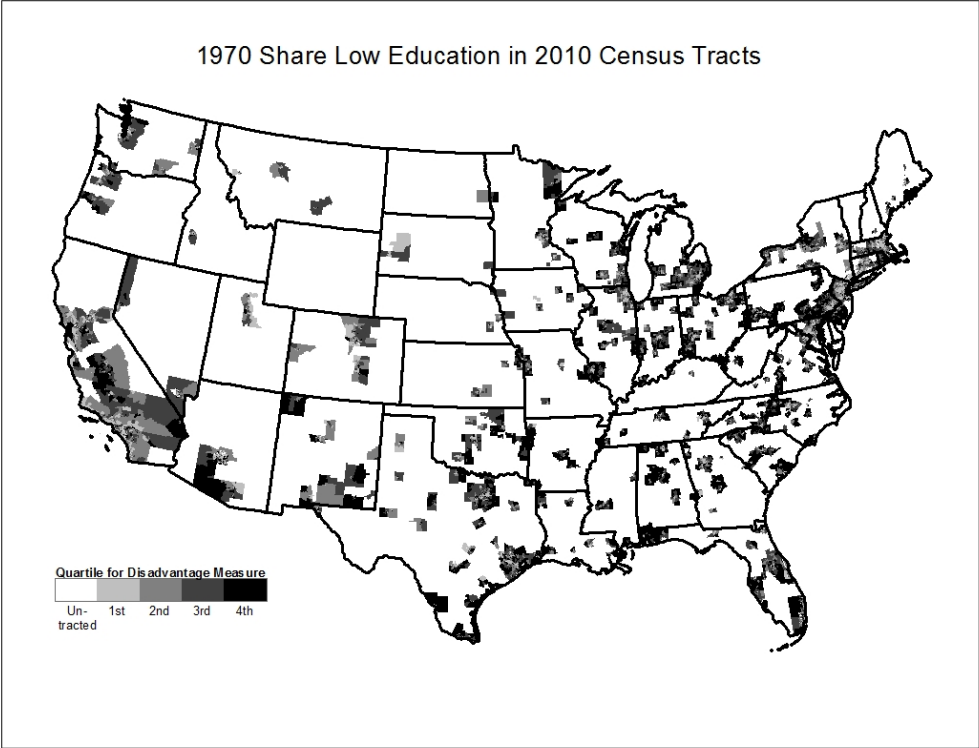 1970 Share Low Education in 2010 Census Tracts
Quartile for Disadvantage Measure
Un- 1st 2nd 3rd 4th
tracted